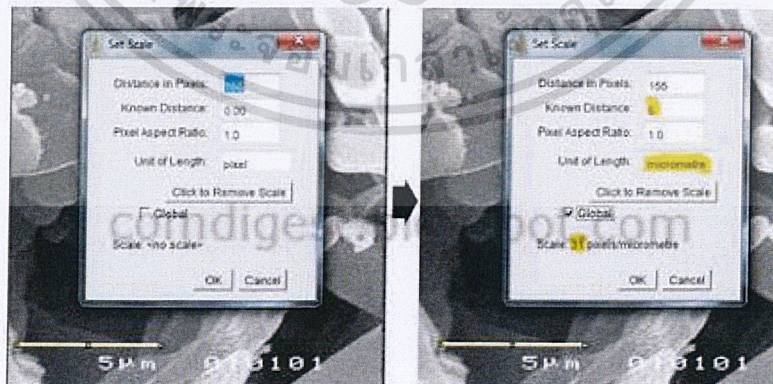 Set Scale
Distance in Pixels:
Known Distance: 0.00
Pixel Aspect Ratio: 1.0
Unit of Length: pixel
Click to Remove Scale
Global
Scale: <no scale>
OK Cancel
5µm 010101
Set Scale
Distance in Pixels: 155
Known Distance:
Pixel Aspect Ratio: 1.0
Unit of Length: micrometre
Click to Remove Scale
Global
Scale: 31 pixels/micrometre
OK Cancel
5µm 010101